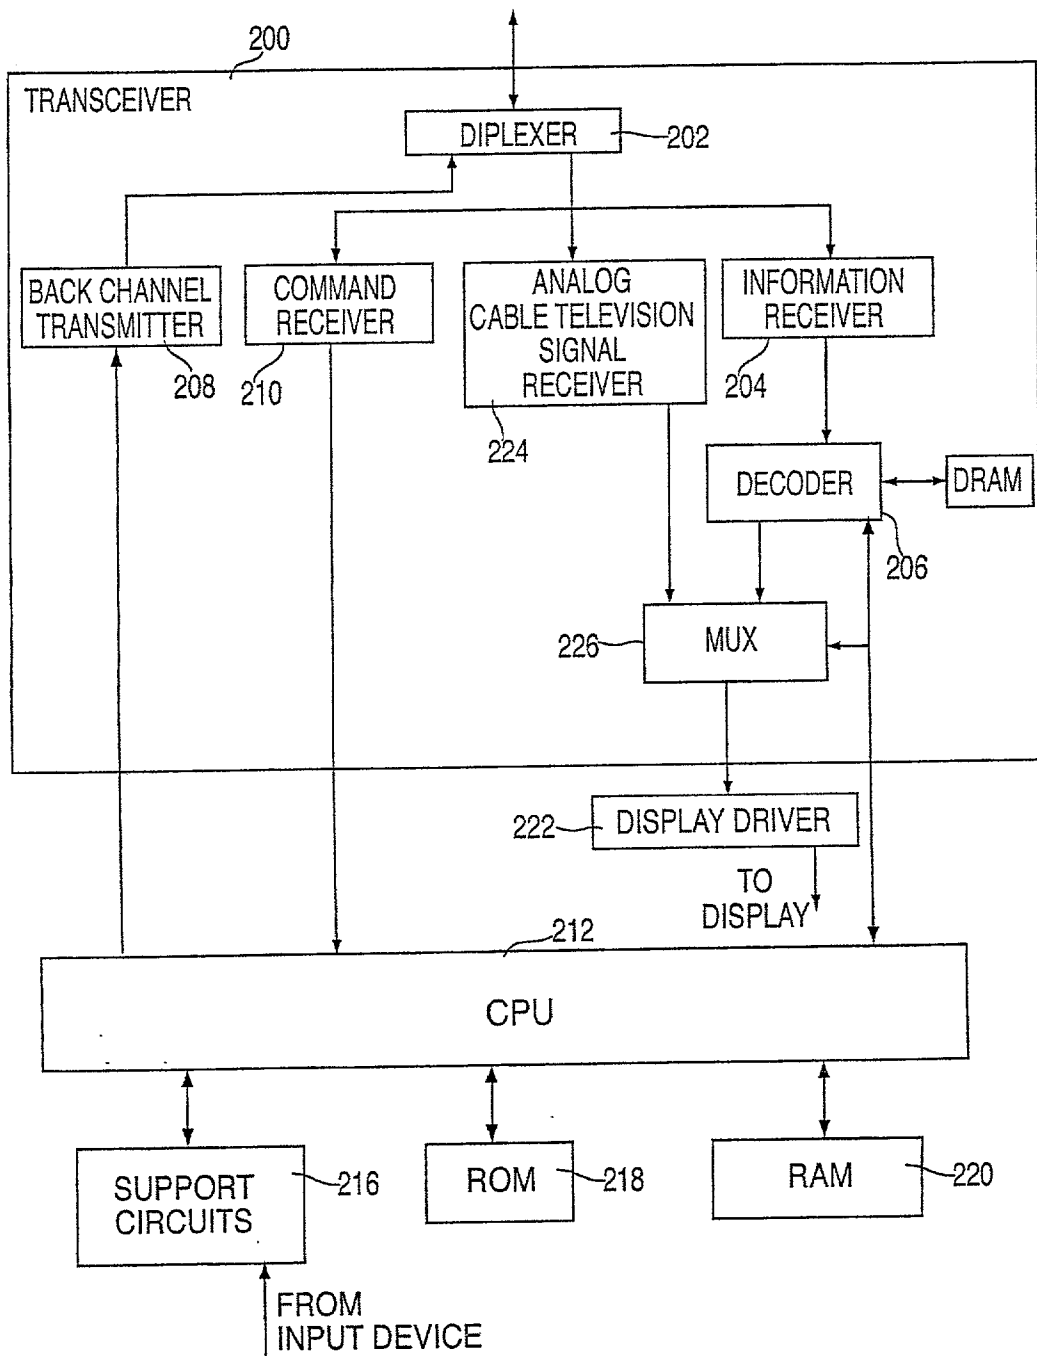 200
TRANSCEIVER
DIPLEXER
202
BACK CHANNEL
TRANSMITTER
208
COMMAND
RECEIVER
210
ANALOG
CABLE TELEVISION
SIGNAL
RECEIVER
224
INFORMATION
RECEIVER
204
DECODER
206
DRAM
226
MUX
222
DISPLAY DRIVER
TO
DISPLAY
212
CPU
SUPPORT
CIRCUITS
216
ROM
218
RAM
220
FROM
INPUT DEVICE